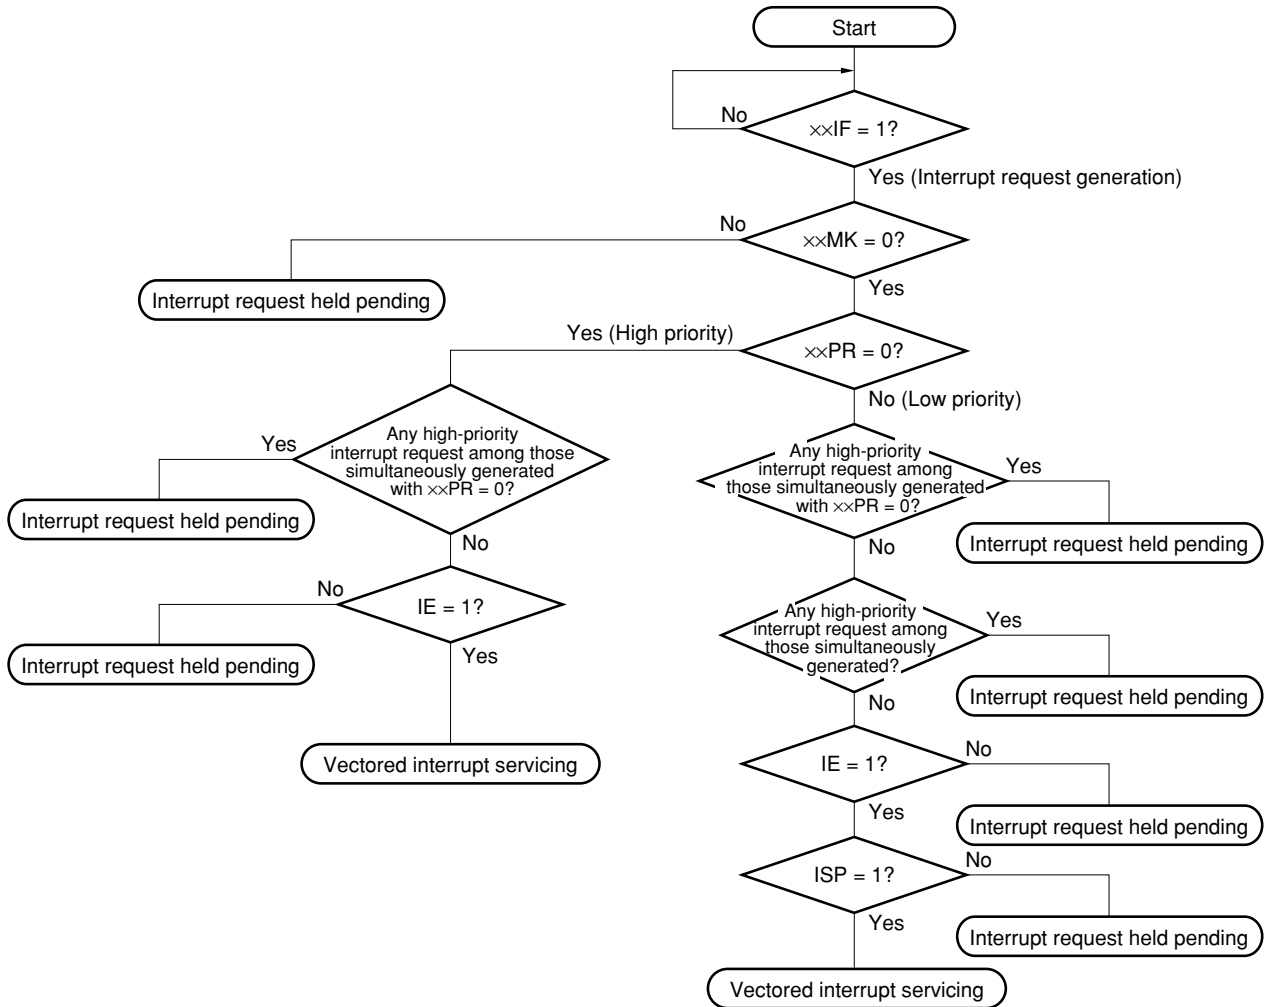 Start
No
××IF = 1?
Yes (Interrupt request generation)
No
××MK = 0?
Interrupt request held pending
Yes
Yes (High priority)
××PR = 0?
No (Low priority)
Yes
Any high-priority
interrupt request among those
simultaneously generated
with ××PR = 0?
Any high-priority
interrupt request among
those simultaneously generated
with ××PR = 0?
Yes
Interrupt request held pending
Interrupt request held pending
No
No
No
IE = 1?
Any high-priority
interrupt request among
those simultaneously
generated?
Yes
Interrupt request held pending
Yes
Interrupt request held pending
No
Vectored interrupt servicing
IE = 1?
No
Yes
Interrupt request held pending
ISP = 1?
No
Yes
Interrupt request held pending
Vectored interrupt servicing